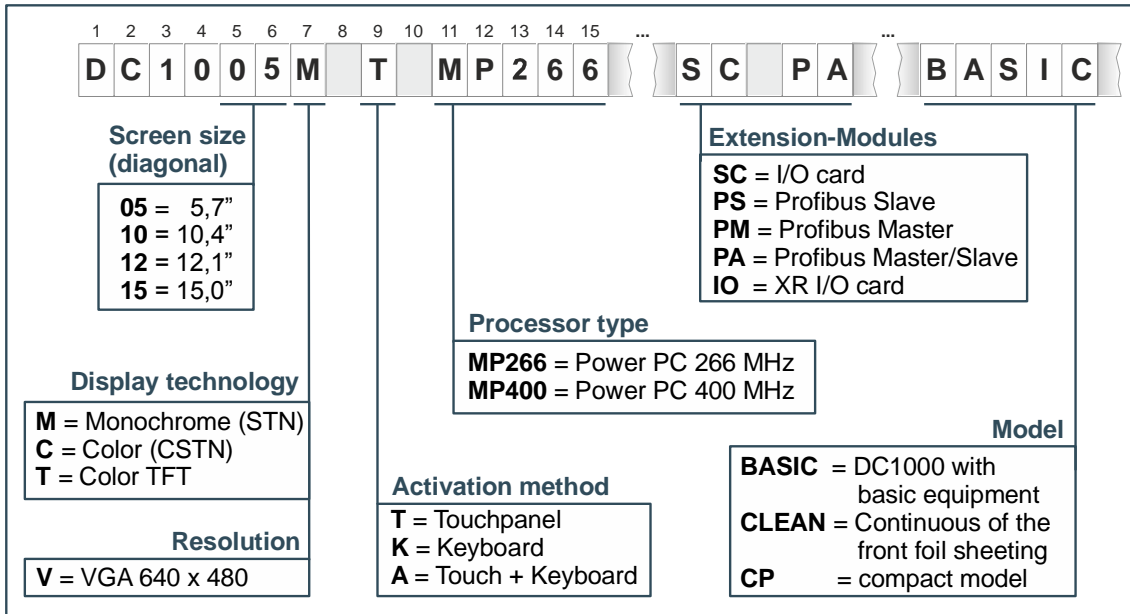 1 2 3 4 5 6 7 8 9 10 11 12 13 14 15 ... ...
D C 1 0 0 5 M T M P 2 6 6 S C P A B A S I C
Screen size
(diagonal)
05 = 5,7”
10 = 10,4”
12 = 12,1”
15 = 15,0”
Extension-Modules
SC = I/O card
PS = Profibus Slave
PM = Profibus Master
PA = Profibus Master/Slave
IO = XR I/O card
Processor type
MP266 = Power PC 266 MHz
MP400 = Power PC 400 MHz
Display technology
M = Monochrome (STN)
C = Color (CSTN)
T = Color TFT
Resolution
V = VGA 640 x 480
Activation method
T = Touchpanel
K = Keyboard
A = Touch + Keyboard
Model
BASIC = DC1000 with
basic equipment
CLEAN = Continuous of the
front foil sheeting
CP = compact model